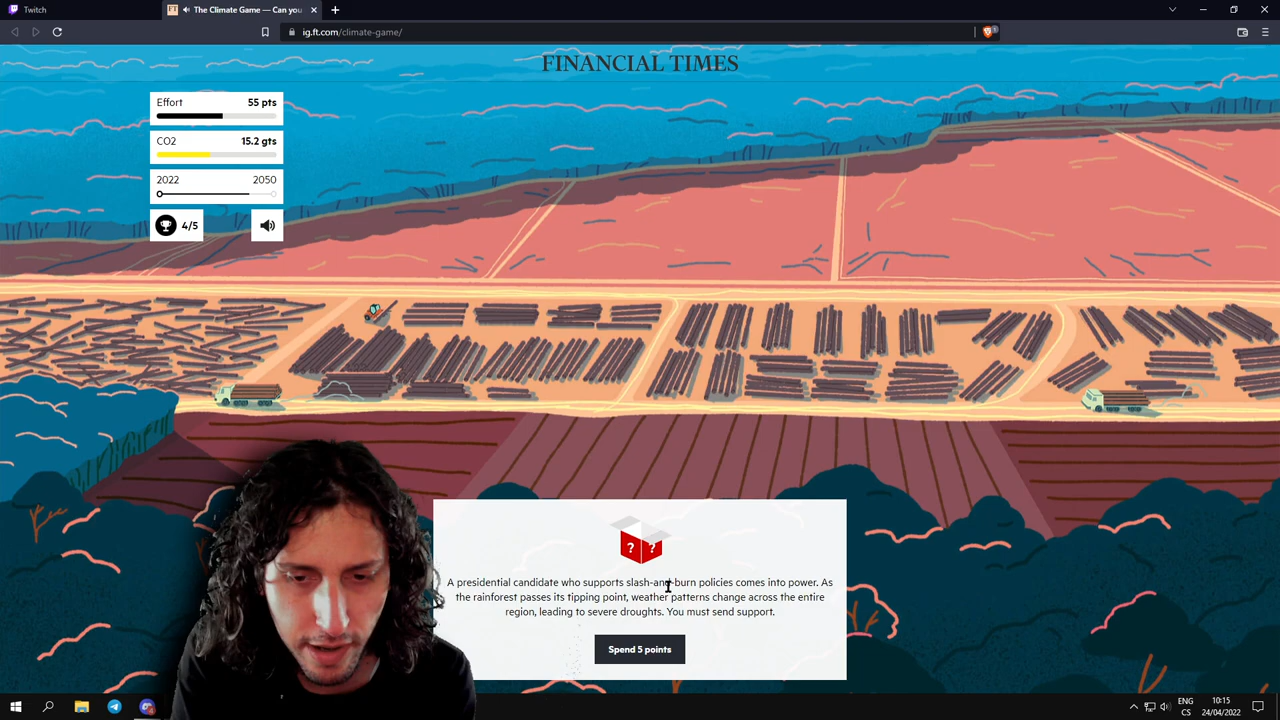 Twitch
The Climate Game — Can you
ig.ft.com/climate-game/
1
FINANCIAL TIMES
Effort 55 pts
CO2 15.2 gts
2022 2050
4/5
? ?
A presidential candidate who supports slash-and-burn policies comes into power. As
the rainforest passes its tipping point, weather patterns change across the entire
region, leading to severe droughts. You must send support.
Spend 5 points
ENG
CS
10:15
24/04/2022